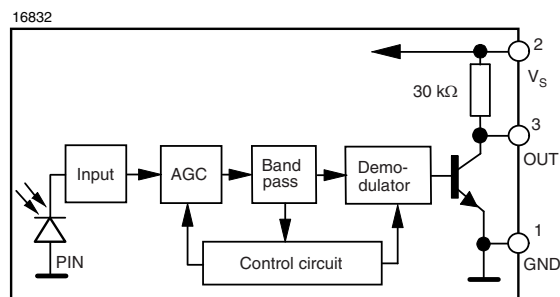 16832
2
V_S
30 kΩ
3
OUT
Input
AGC
Band
pass
Demo-
dulator
PIN
Control circuit
1
GND